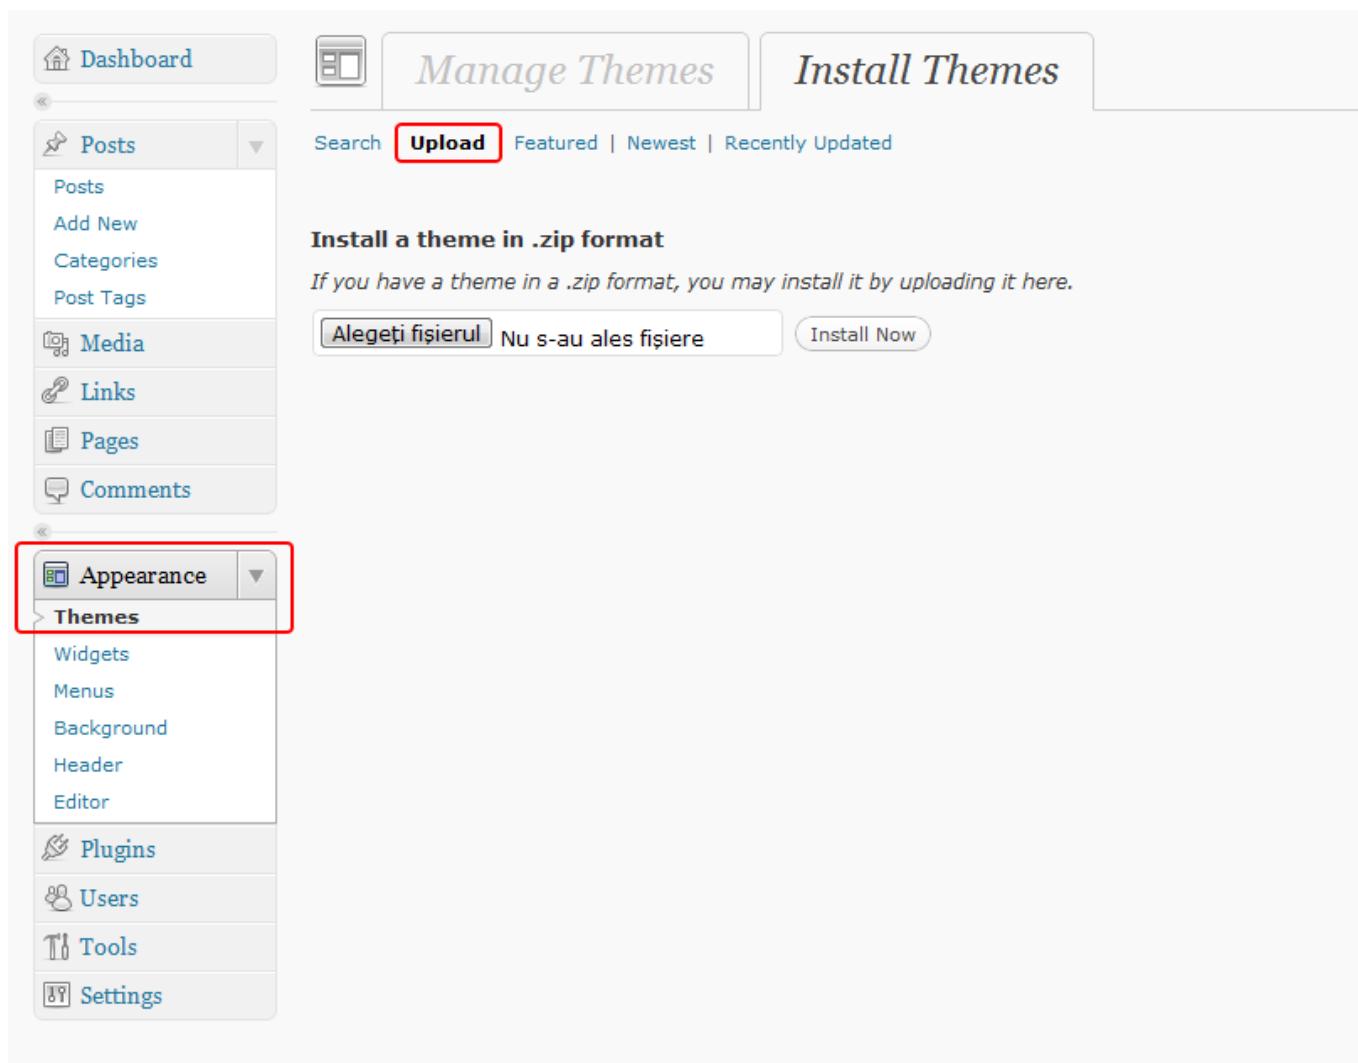 Dashboard
Posts
Posts
Add New
Categories
Post Tags
Media
Links
Pages
Comments
Appearance
Themes
Widgets
Menus
Background
Header
Editor
Plugins
Users
Tools
Settings
Manage Themes
Install Themes
Search Upload Featured | Newest | Recently Updated
Install a theme in .zip format
If you have a theme in a .zip format, you may install it by uploading it here.
Alegeți fișierul Nu s-au ales fișiere Install Now